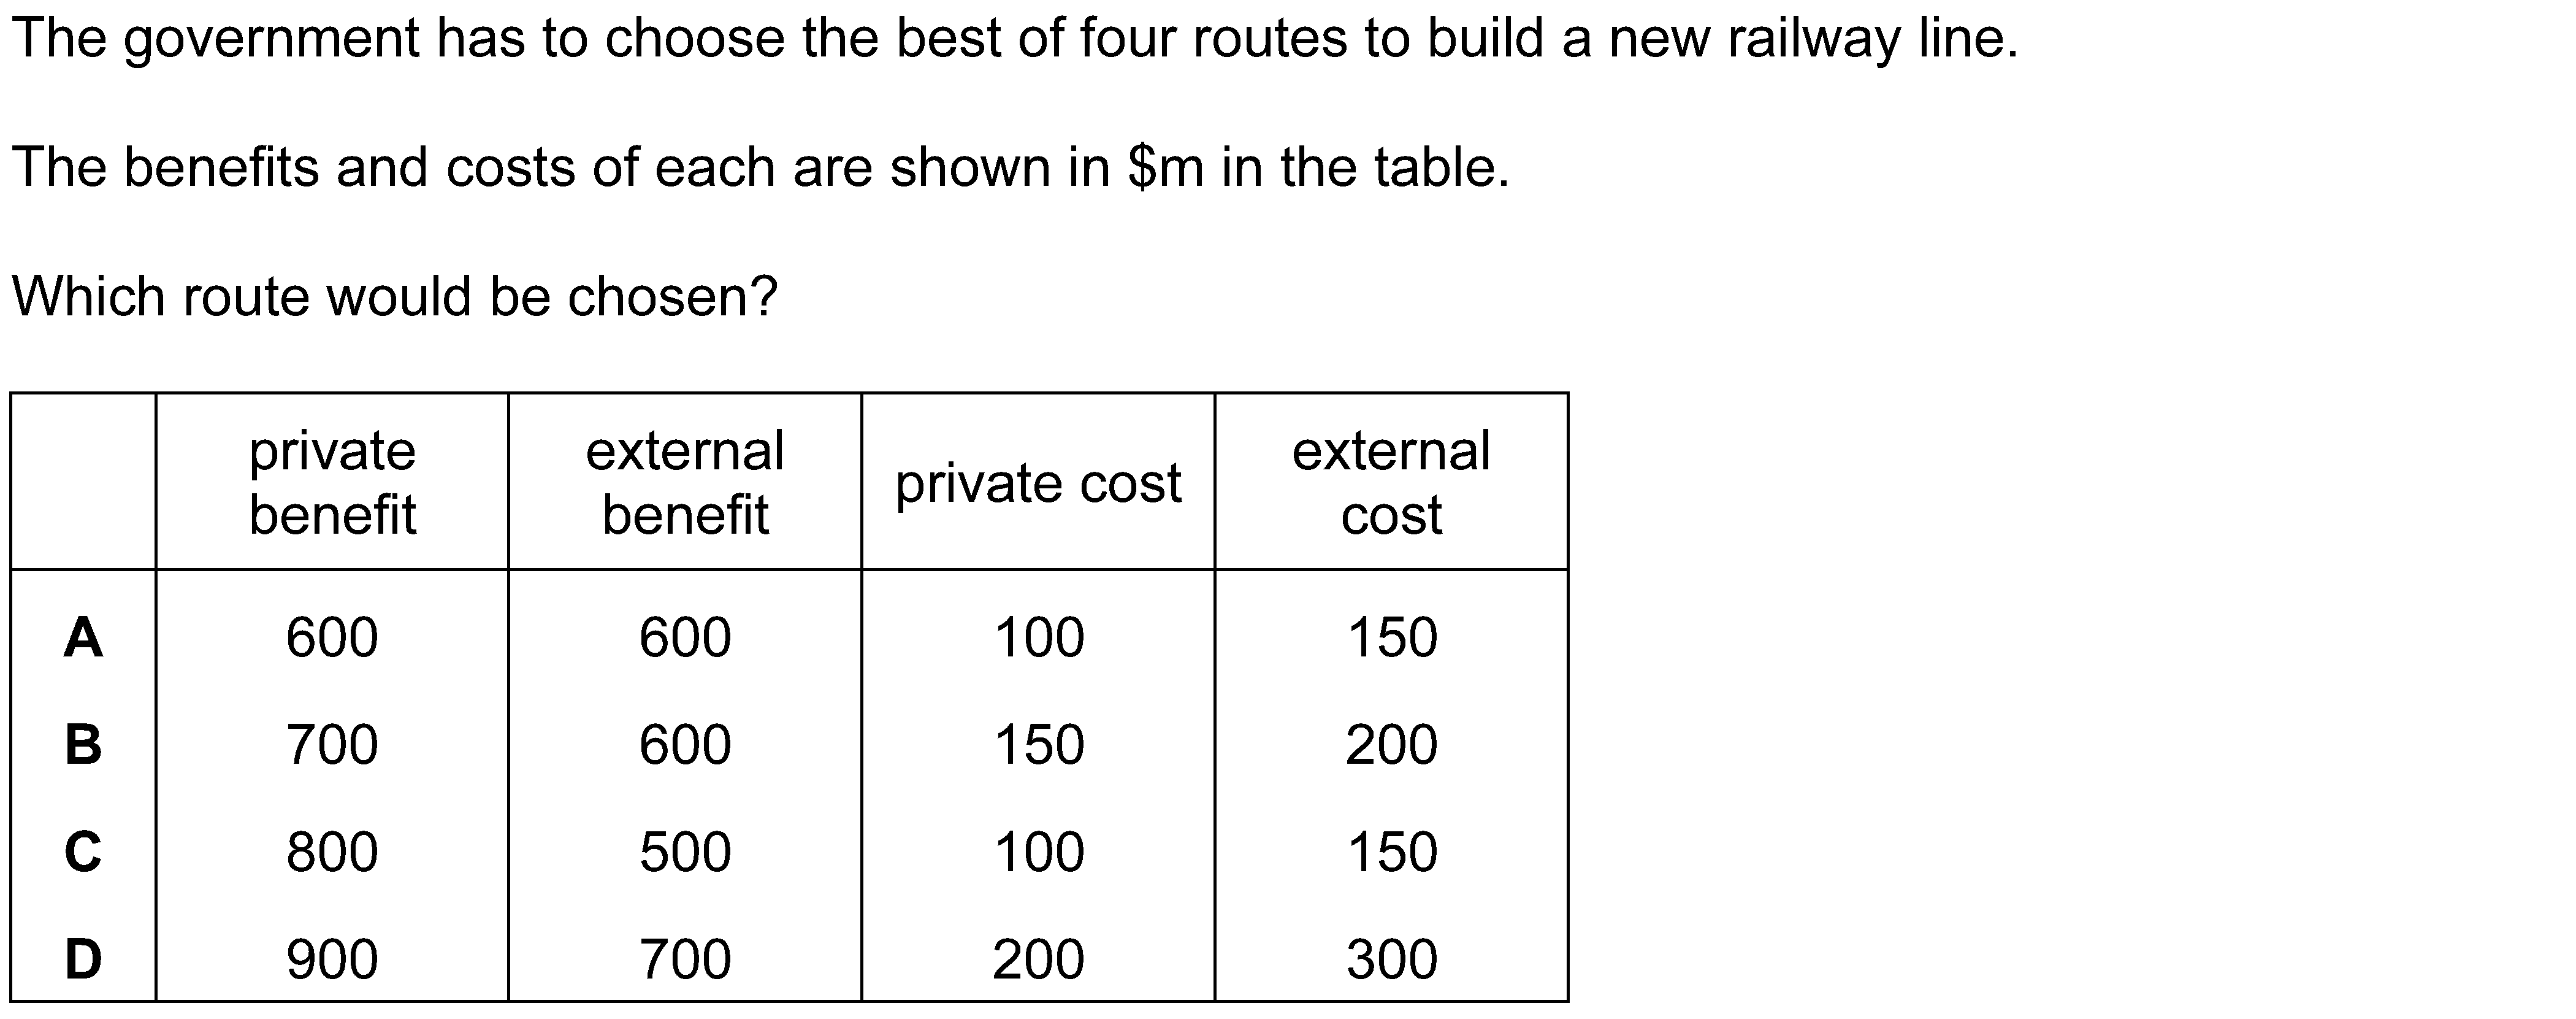 The government has to choose the best of four routes to build a new railway line.
The benefits and costs of each are shown in $m in the table.
Which route would be chosen?
private benefit external benefit private cost external cost
A 600 600 100 150
B 700 600 150 200
C 800 500 100 150
D 900 700 200 300